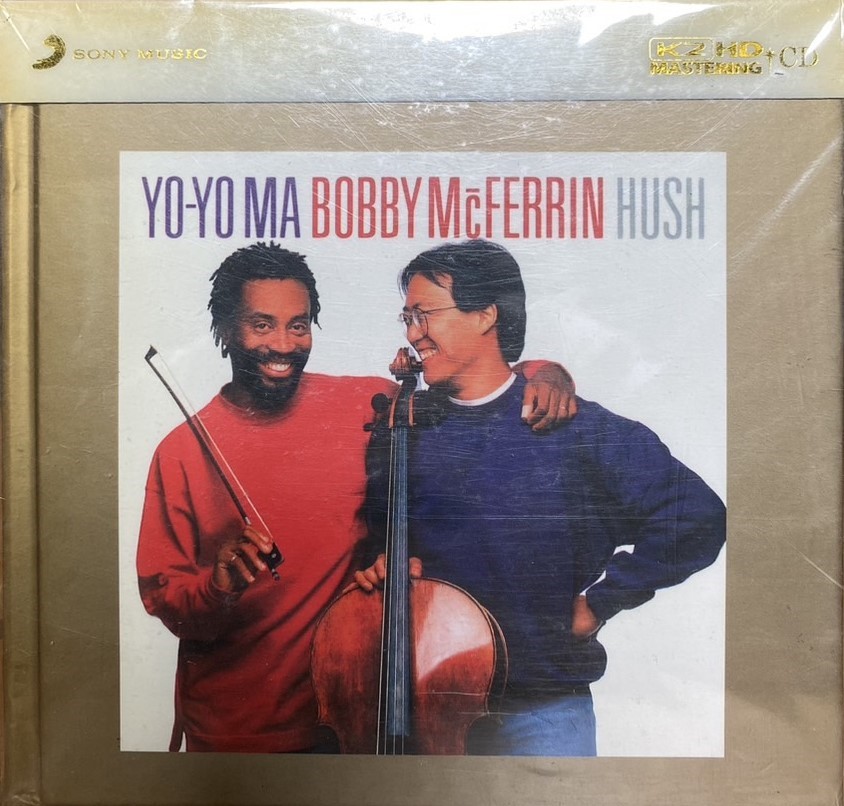 SONY MUSIC
K2 HD MASTERING +CD
YO-YO MA BOBBY McFERRIN HUSH